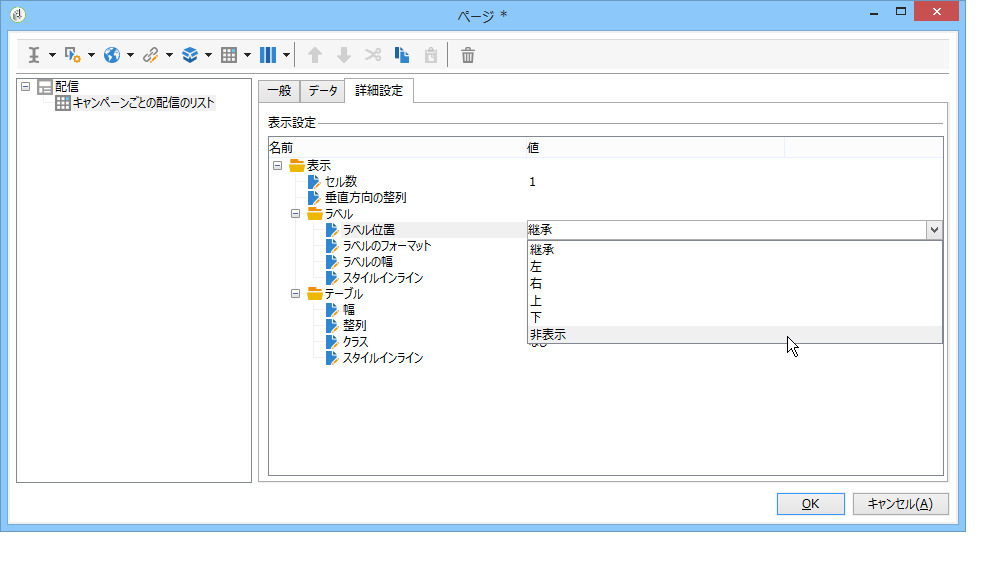 ページ *
配信
キャンペーンごとの配信のリスト
一般
データ
詳細設定
表示設定
名前
値
表示
セル数
1
垂直方向の整列
ラベル
ラベル位置
継承
ラベルのフォーマット
継承
ラベルの幅
左
スタイルインライン
右
テーブル
上
幅
下
整列
非表示
クラス
スタイルインライン
OK
キャンセル(A)